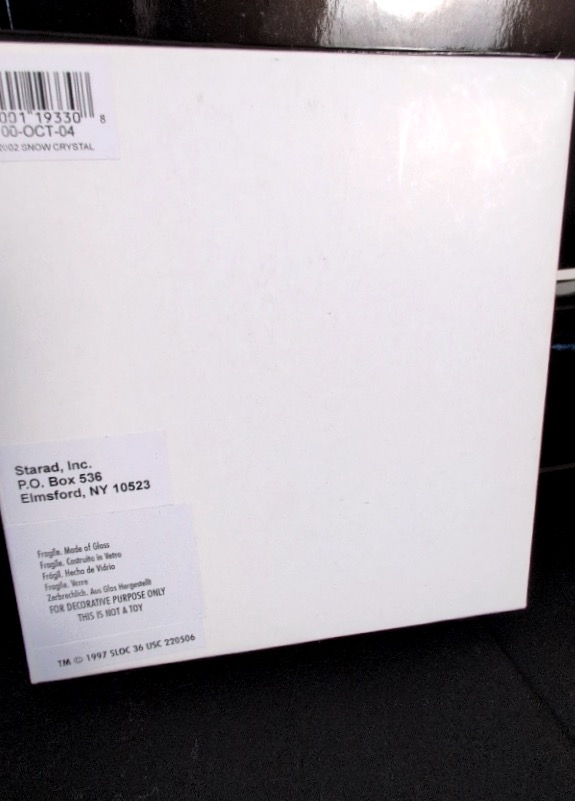 001 19330 8
00-OCT-04
2002 SNOW CRYSTAL
Starad, Inc.
P.O. Box 536
Elmsford, NY 10523
Fragile. Made of Glass
Fragile. Costruito in Vetro
Frágil. Hecho de Vidrio
Fragile. Verre
Zerbrechlich. Aus Glas Hergestellt
FOR DECORATIVE PURPOSE ONLY
THIS IS NOT A TOY
TM © 1997 SLOC 36 USC 220506